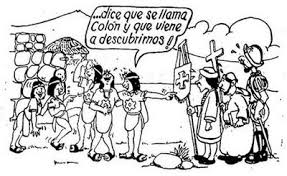 ...dice que se llama
Colón y que viene
a descubrirnos!